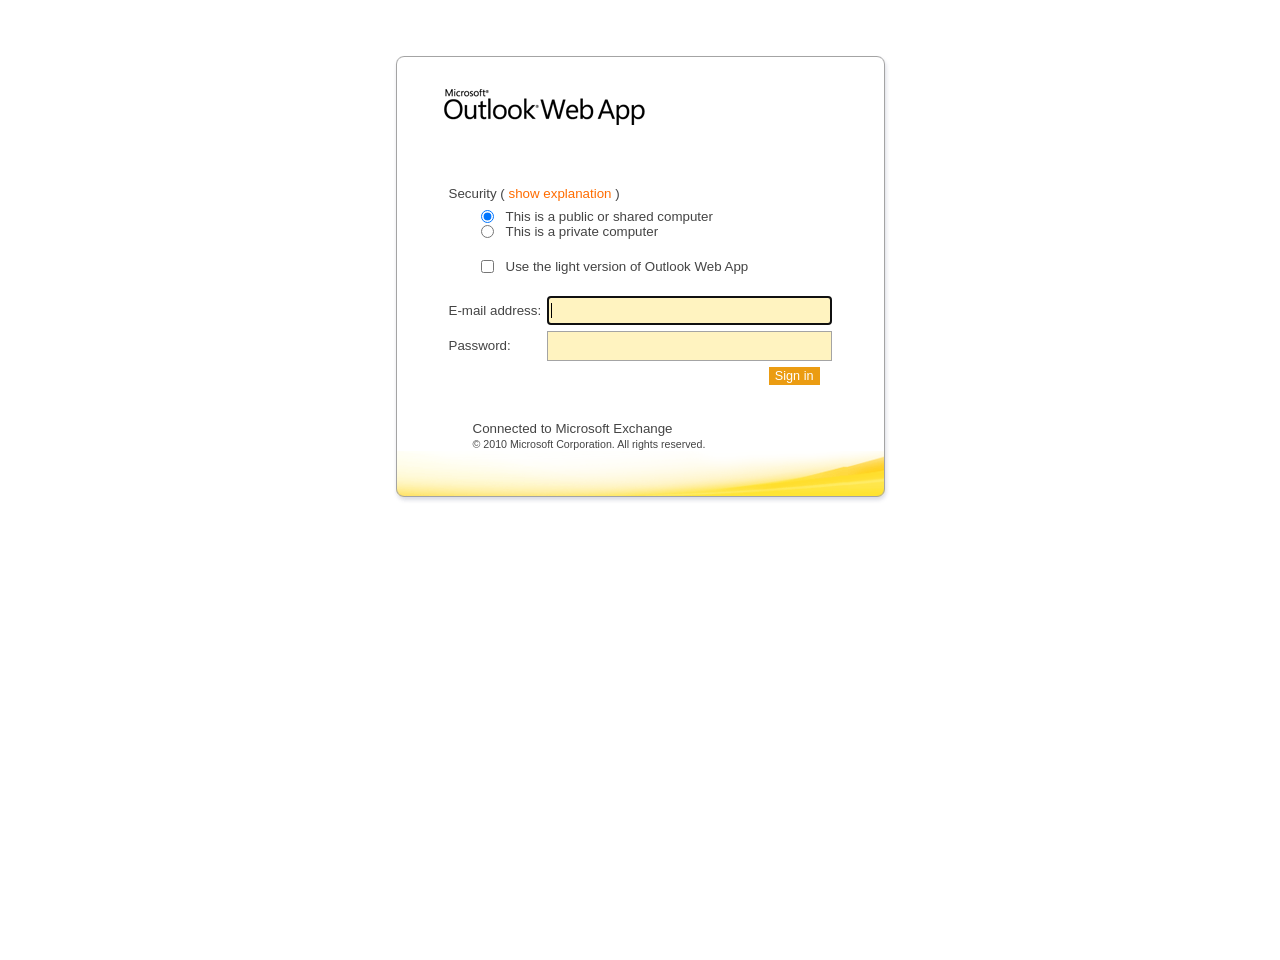 Microsoft®
Outlook® Web App
Security ( show explanation )
This is a public or shared computer
This is a private computer
Use the light version of Outlook Web App
E-mail address:
Password:
Sign in
Connected to Microsoft Exchange
© 2010 Microsoft Corporation. All rights reserved.